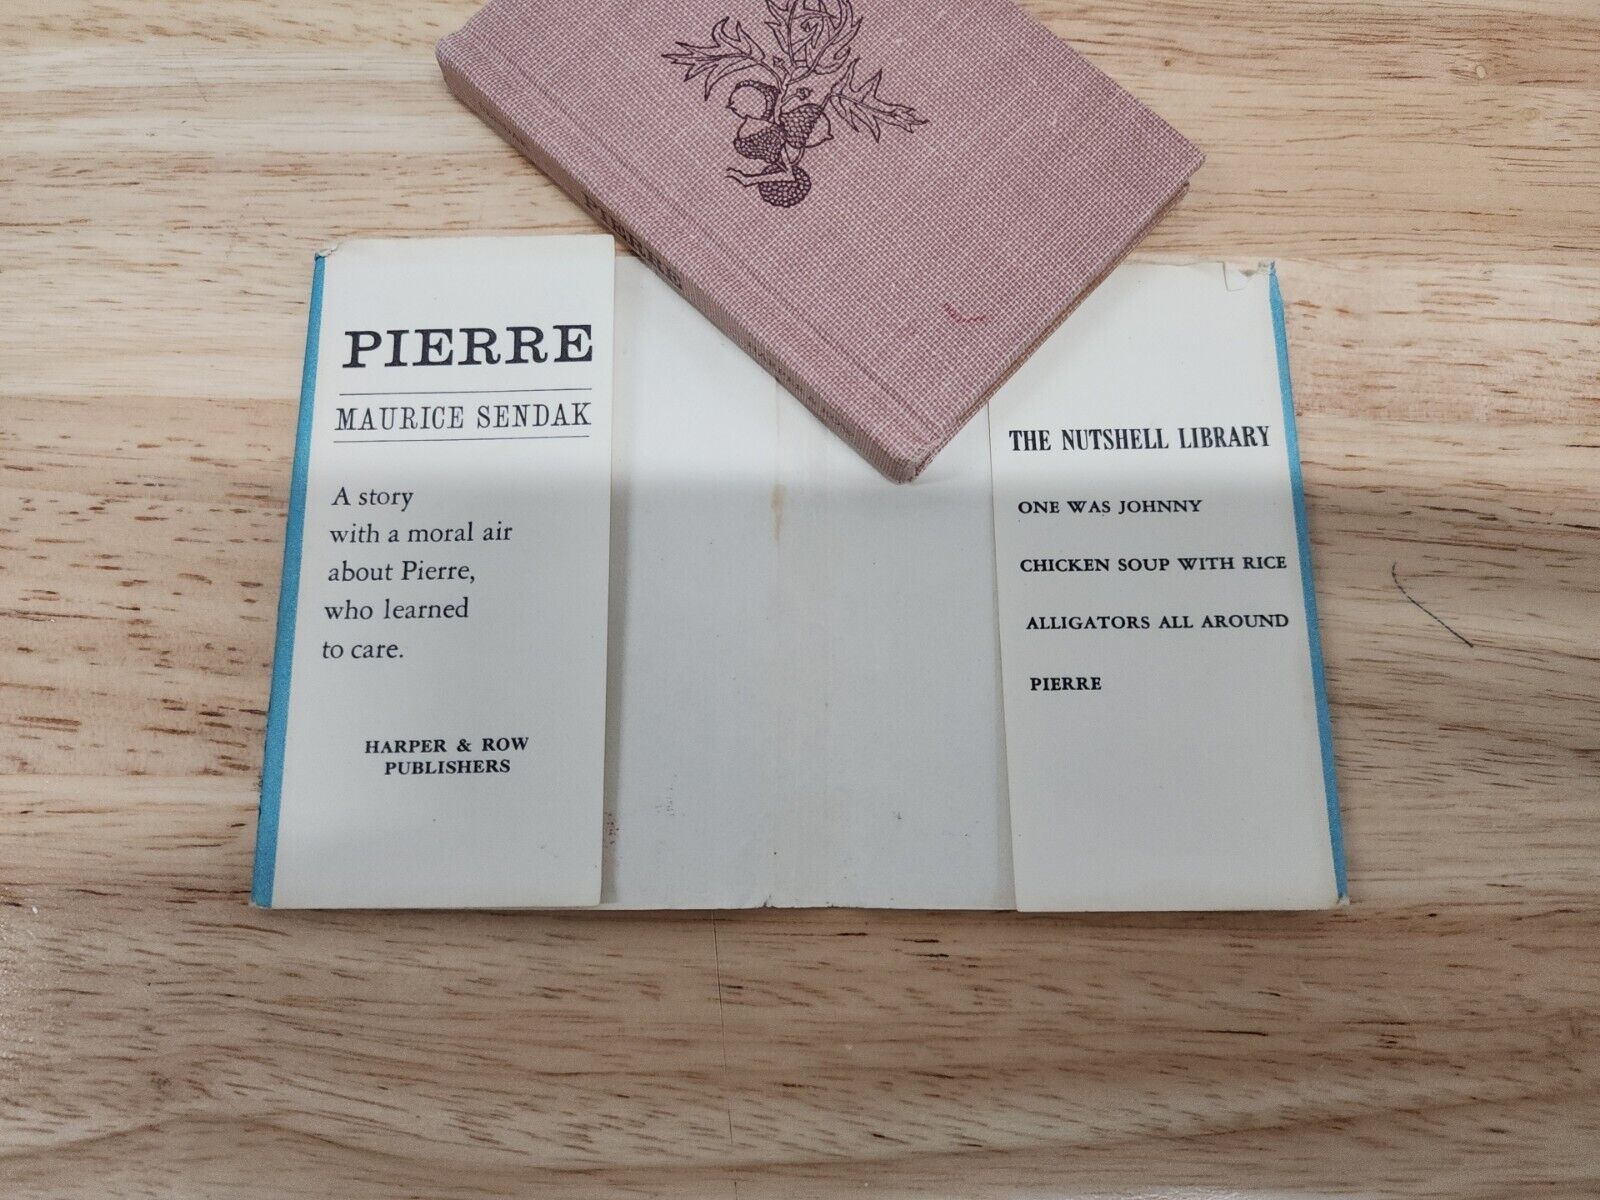 PIERRE
PIERRE
MAURICE SENDAK
A story
with a moral air
about Pierre,
who learned
to care.
HARPER & ROW
PUBLISHERS
THE NUTSHELL LIBRARY
ONE WAS JOHNNY
CHICKEN SOUP WITH RICE
ALLIGATORS ALL AROUND
PIERRE